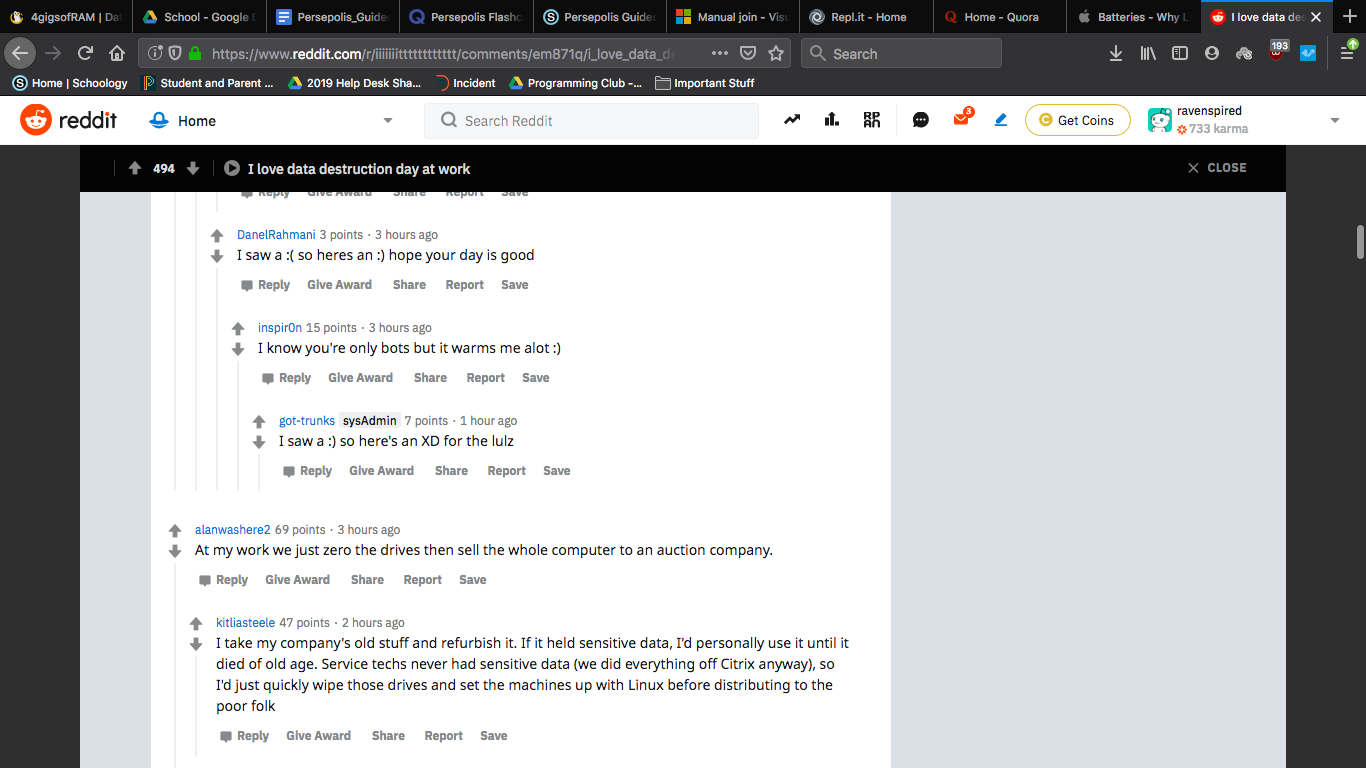 4gigsofRAM | Dat
School - Google D
Persepolis_Guide
Persepolis Flashc
Persepolis Guided
Manual join - Visu
Repl.it - Home
Home - Quora
Batteries - Why L
I love data des
https://www.reddit.com/r/iiiiiiitttttttttttt/comments/em871q/i_love_data_de
Search
193
Home | Schoology
Student and Parent ...
2019 Help Desk Sha...
Incident
Programming Club -...
Important Stuff
reddit
Home
Search Reddit
3
Get Coins
ravenspired
733 karma
494
I love data destruction day at work
CLOSE
Reply Give Award Share Report Save
DanelRahmani 3 points · 3 hours ago
I saw a :( so heres an :) hope your day is good
Reply Give Award Share Report Save
inspir0n 15 points · 3 hours ago
I know you're only bots but it warms me alot :)
Reply Give Award Share Report Save
got-trunks sysAdmin 7 points · 1 hour ago
I saw a :) so here's an XD for the lulz
Reply Give Award Share Report Save
alanwashere2 69 points · 3 hours ago
At my work we just zero the drives then sell the whole computer to an auction company.
Reply Give Award Share Report Save
kitliasteele 47 points · 2 hours ago
I take my company's old stuff and refurbish it. If it held sensitive data, I'd personally use it until it
died of old age. Service techs never had sensitive data (we did everything off Citrix anyway), so
I'd just quickly wipe those drives and set the machines up with Linux before distributing to the
poor folk
Reply Give Award Share Report Save